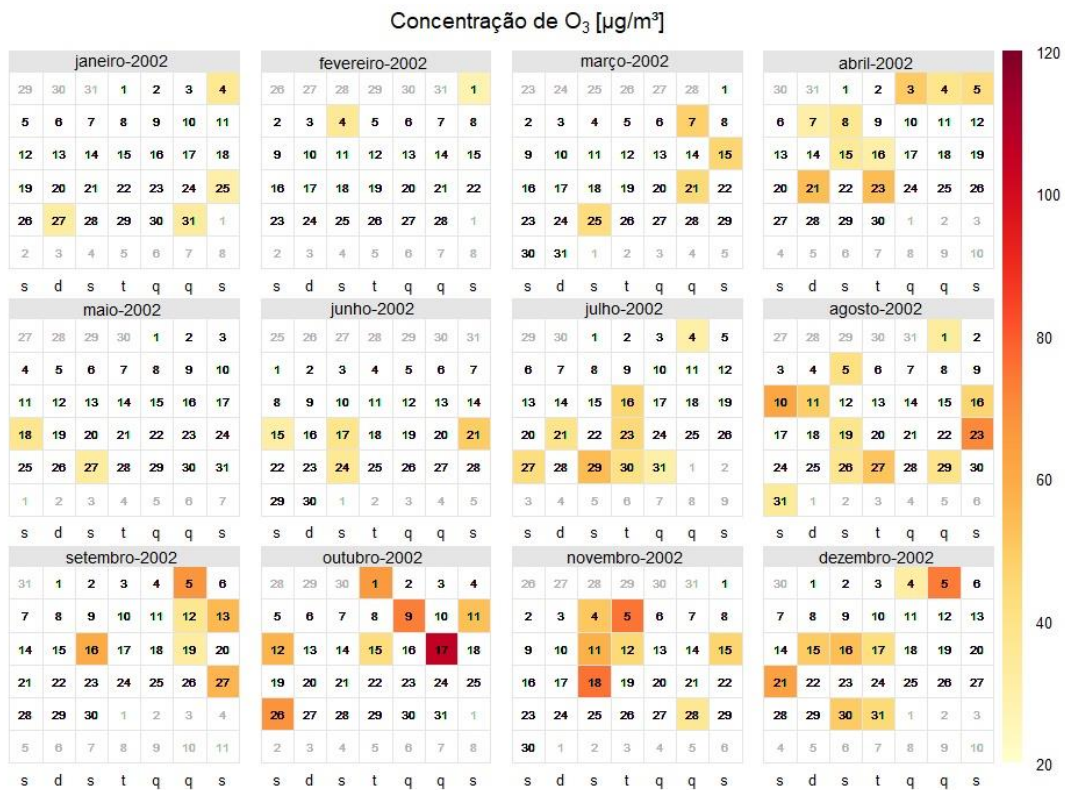 Concentração de O₃ [µg/m³]
janeiro-2002
29 30 31 1 2 3 4
5 6 7 8 9 10 11
12 13 14 15 16 17 18
19 20 21 22 23 24 25
26 27 28 29 30 31 1
2 3 4 5 6 7 8
s d s t q q s
fevereiro-2002
26 27 28 29 30 31 1
2 3 4 5 6 7 8
9 10 11 12 13 14 15
16 17 18 19 20 21 22
23 24 25 26 27 28 1
2 3 4 5 6 7 8
s d s t q q s
março-2002
23 24 25 26 27 28 1
2 3 4 5 6 7 8
9 10 11 12 13 14 15
16 17 18 19 20 21 22
23 24 25 26 27 28 29
30 31 1 2 3 4 5
s d s t q q s
abril-2002
30 31 1 2 3 4 5
6 7 8 9 10 11 12
13 14 15 16 17 18 19
20 21 22 23 24 25 26
27 28 29 30 1 2 3
4 5 6 7 8 9 10
s d s t q q s
maio-2002
27 28 29 30 1 2 3
4 5 6 7 8 9 10
11 12 13 14 15 16 17
18 19 20 21 22 23 24
25 26 27 28 29 30 31
1 2 3 4 5 6 7
s d s t q q s
junho-2002
25 26 27 28 29 30 31
1 2 3 4 5 6 7
8 9 10 11 12 13 14
15 16 17 18 19 20 21
22 23 24 25 26 27 28
29 30 1 2 3 4 5
s d s t q q s
julho-2002
29 30 1 2 3 4 5
6 7 8 9 10 11 12
13 14 15 16 17 18 19
20 21 22 23 24 25 26
27 28 29 30 31 1 2
3 4 5 6 7 8 9
s d s t q q s
agosto-2002
27 28 29 30 31 1 2
3 4 5 6 7 8 9
10 11 12 13 14 15 16
17 18 19 20 21 22 23
24 25 26 27 28 29 30
31 1 2 3 4 5 6
s d s t q q s
setembro-2002
31 1 2 3 4 5 6
7 8 9 10 11 12 13
14 15 16 17 18 19 20
21 22 23 24 25 26 27
28 29 30 1 2 3 4
5 6 7 8 9 10 11
s d s t q q s
outubro-2002
28 29 30 1 2 3 4
5 6 7 8 9 10 11
12 13 14 15 16 17 18
19 20 21 22 23 24 25
26 27 28 29 30 31 1
2 3 4 5 6 7 8
s d s t q q s
novembro-2002
26 27 28 29 30 31 1
2 3 4 5 6 7 8
9 10 11 12 13 14 15
16 17 18 19 20 21 22
23 24 25 26 27 28 29
30 1 2 3 4 5 6
s d s t q q s
dezembro-2002
30 1 2 3 4 5 6
7 8 9 10 11 12 13
14 15 16 17 18 19 20
21 22 23 24 25 26 27
28 29 30 31 1 2 3
4 5 6 7 8 9 10
s d s t q q s
120
100
80
60
40
20